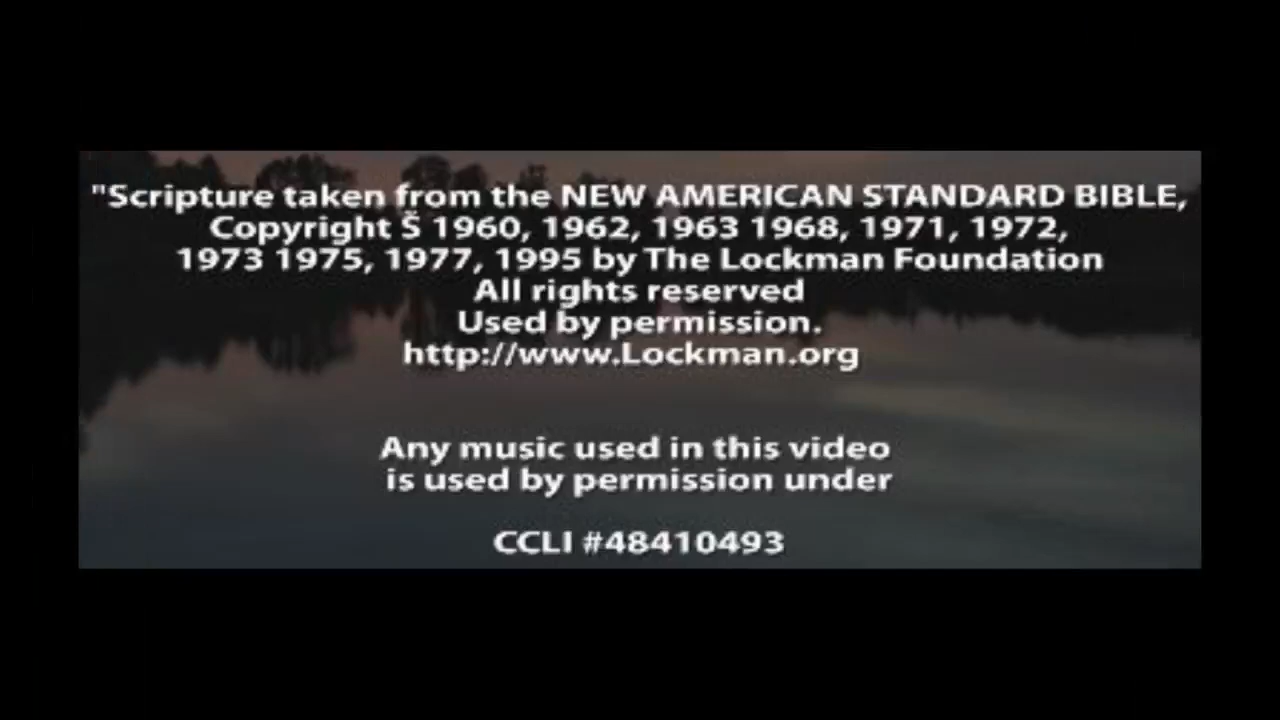 "Scripture taken from the NEW AMERICAN STANDARD BIBLE,
Copyright Š 1960, 1962, 1963 1968, 1971, 1972,
1973 1975, 1977, 1995 by The Lockman Foundation
All rights reserved
Used by permission.
http://www.Lockman.org
Any music used in this video
is used by permission under
CCLI #48410493